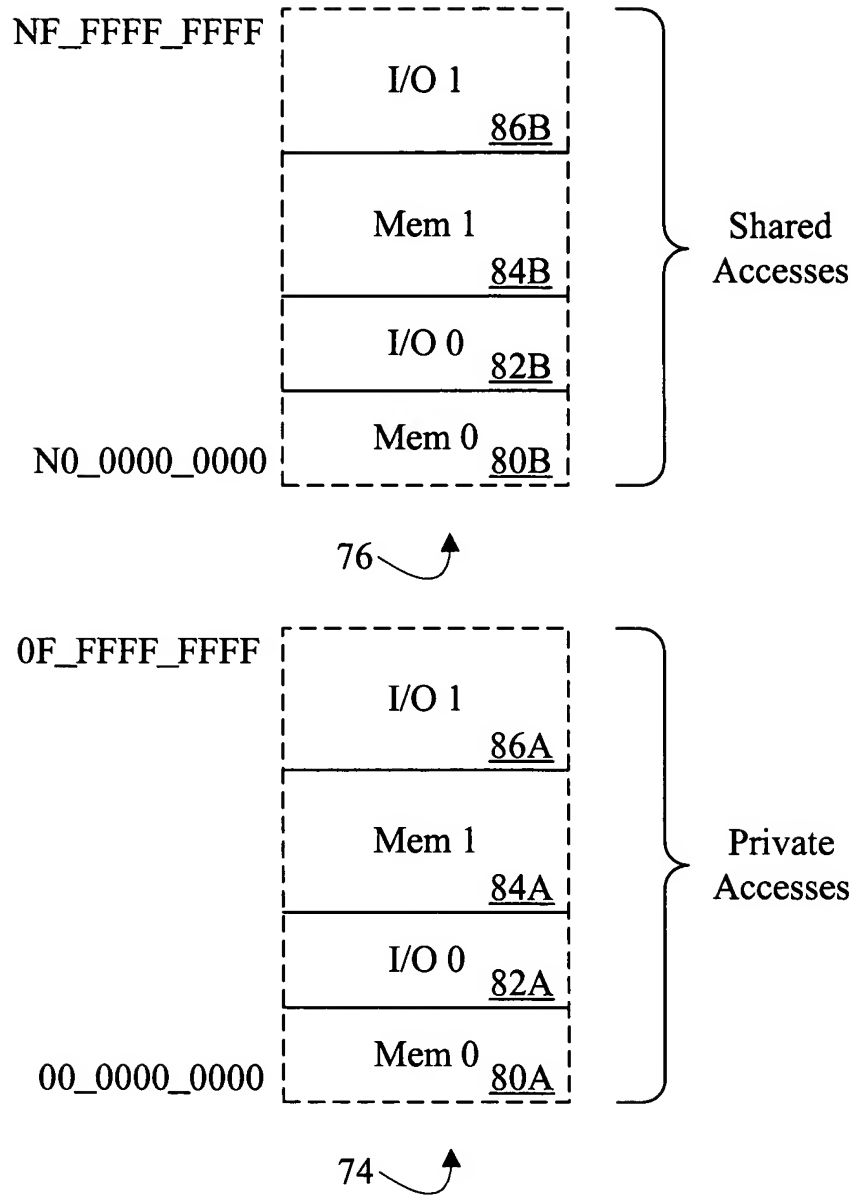 NF_FFFF_FFFF
I/O 1
86B
Mem 1
84B
Shared
Accesses
I/O 0
82B
Mem 0
80B
N0_0000_0000
76
0F_FFFF_FFFF
I/O 1
86A
Mem 1
84A
Private
Accesses
I/O 0
82A
Mem 0
80A
00_0000_0000
74